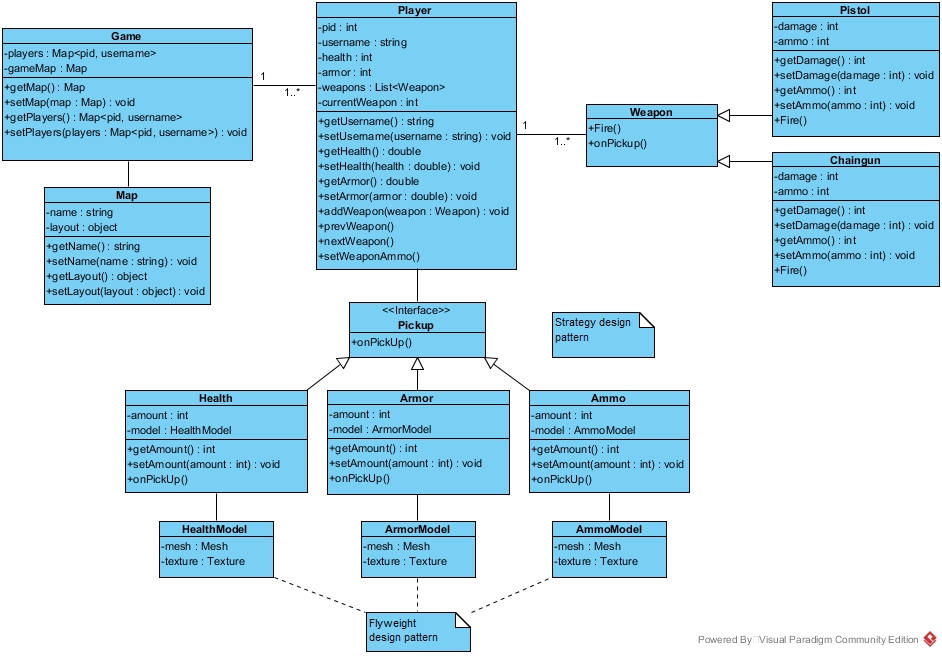 Game
-players : Map<pid, username>
-gameMap : Map
+getMap() : Map
+setMap(map : Map) : void
+getPlayers() : Map<pid, username>
+setPlayers(players : Map<pid, username>) : void
1
1..*
Map
-name : string
-layout : object
+getName() : string
+setName(name : string) : void
+getLayout() : object
+setLayout(layout : object) : void
Player
-pid : int
-username : string
-health : int
-armor : int
-weapons : List<Weapon>
-currentWeapon : int
+getUsername() : string
+setUsername(username : string) : void
+getHealth() : double
+setHealth(health : double) : void
+getArmor() : double
+setArmor(armor : double) : void
+addWeapon(weapon : Weapon) : void
+prevWeapon()
+nextWeapon()
+setWeaponAmmo()
1
1..*
Weapon
+Fire()
+onPickup()
Pistol
-damage : int
-ammo : int
+getDamage() : int
+setDamage(damage : int) : void
+getAmmo() : int
+setAmmo(ammo : int) : void
+Fire()
Chaingun
-damage : int
-ammo : int
+getDamage() : int
+setDamage(damage : int) : void
+getAmmo() : int
+setAmmo(ammo : int) : void
+Fire()
<<Interface>>
Pickup
+onPickUp()
Strategy design
pattern
Health
-amount : int
-model : HealthModel
+getAmount() : int
+setAmount(amount : int) : void
+onPickUp()
Armor
-amount : int
-model : ArmorModel
+getAmount() : int
+setAmount(amount : int) : void
+onPickUp()
Ammo
-amount : int
-model : AmmoModel
+getAmount() : int
+setAmount(amount : int) : void
+onPickUp()
HealthModel
-mesh : Mesh
-texture : Texture
ArmorModel
-mesh : Mesh
-texture : Texture
AmmoModel
-mesh : Mesh
-texture : Texture
Flyweight
design pattern
Powered By Visual Paradigm Community Edition